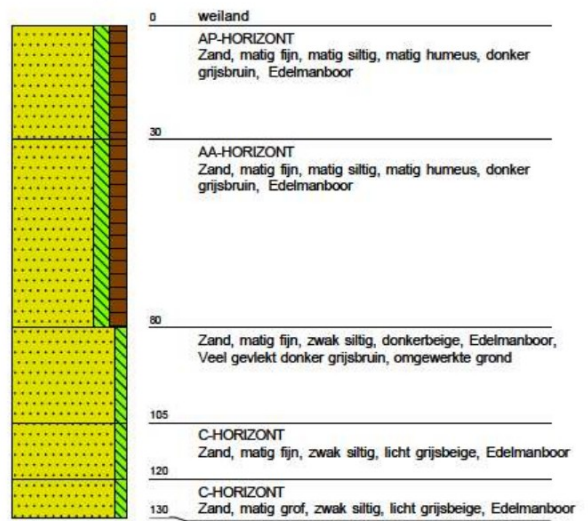 0 weiland
AP-HORIZONT
Zand, matig fijn, matig siltig, matig humeus, donker
grijsbruin, Edelmanboor
30
AA-HORIZONT
Zand, matig fijn, matig siltig, matig humeus, donker
grijsbruin, Edelmanboor
80
Zand, matig fijn, zwak siltig, donkerbeige, Edelmanboor,
Veel gevlekt donker grijsbruin, omgewerkte grond
105
C-HORIZONT
Zand, matig fijn, zwak siltig, licht grijsbeige, Edelmanboor
120
C-HORIZONT
Zand, matig grof, zwak siltig, licht grijsbeige, Edelmanboor
130